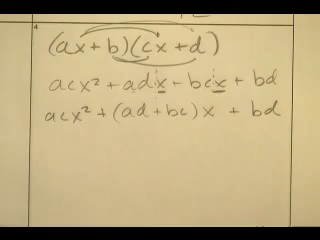 4
(ax+b)(cx+d)
acx² + adx + bcx + bd
acx² + (ad+bc)x + bd